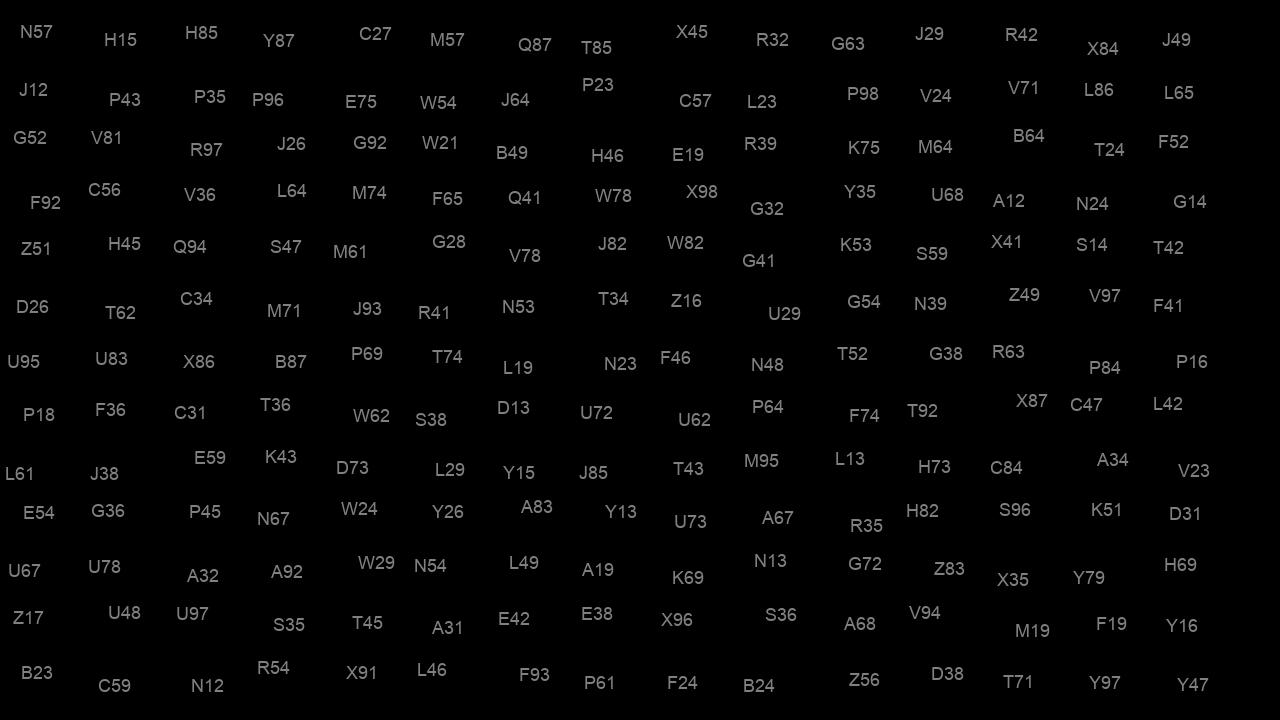 N57 H15 H85 Y87 C27 M57 Q87 T85 X45 R32 G63 J29 R42 X84 J49
J12 P43 P35 P96 E75 W54 J64 P23 C57 L23 P98 V24 V71 L86 L65
G52 V81 R97 J26 G92 W21 B49 H46 E19 R39 K75 M64 B64 T24 F52
F92 C56 V36 L64 M74 F65 Q41 W78 X98 G32 Y35 U68 A12 N24 G14
Z51 H45 Q94 S47 M61 G28 V78 J82 W82 G41 K53 S59 X41 S14 T42
D26 T62 C34 M71 J93 R41 N53 T34 Z16 U29 G54 N39 Z49 V97 F41
U95 U83 X86 B87 P69 T74 L19 N23 F46 N48 T52 G38 R63 P84 P16
P18 F36 C31 T36 W62 S38 D13 U72 U62 P64 F74 T92 X87 C47 L42
L61 J38 E59 K43 D73 L29 Y15 J85 T43 M95 L13 H73 C84 A34 V23
E54 G36 P45 N67 W24 Y26 A83 Y13 U73 A67 R35 H82 S96 K51 D31
U67 U78 A32 A92 W29 N54 L49 A19 K69 N13 G72 Z83 X35 Y79 H69
Z17 U48 U97 S35 T45 A31 E42 E38 X96 S36 A68 V94 M19 F19 Y16
B23 C59 N12 R54 X91 L46 F93 P61 F24 B24 Z56 D38 T71 Y97 Y47